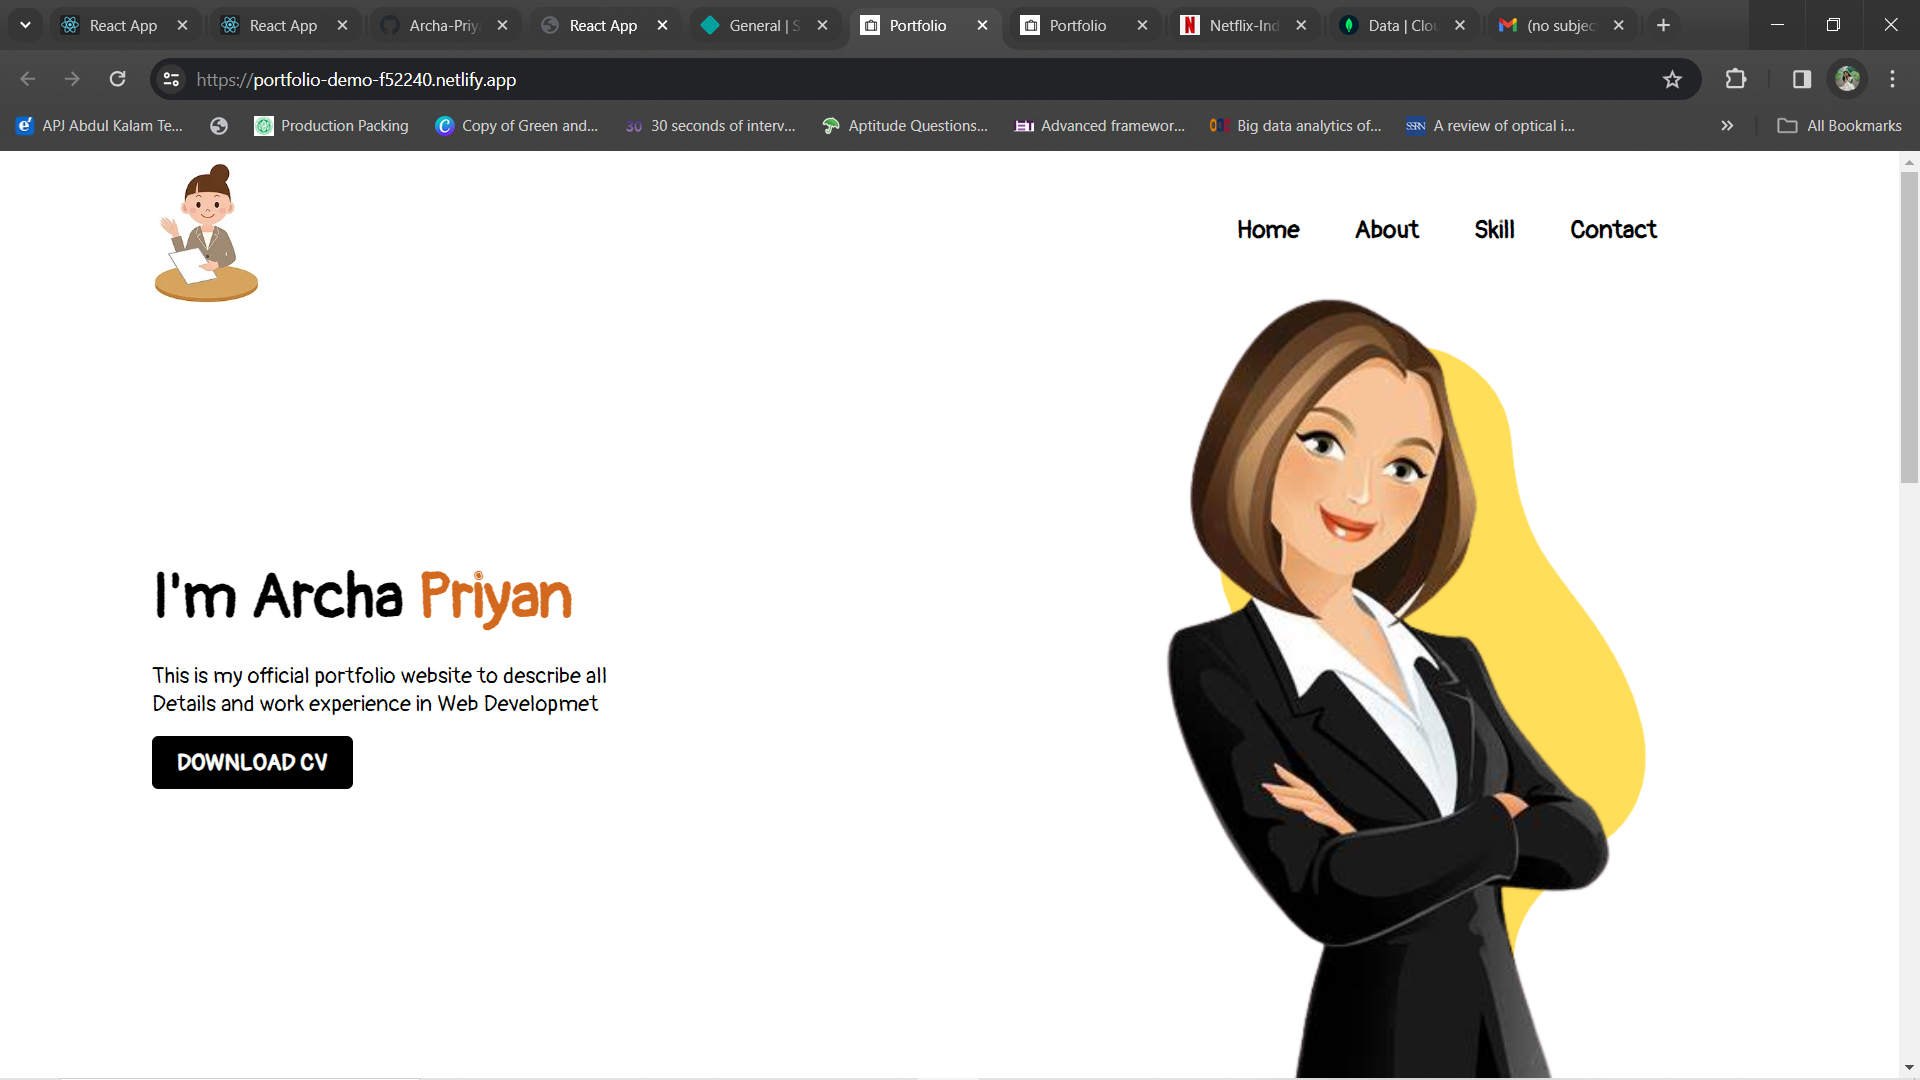 React App
React App
Archa-Priy
React App
General | S
Portfolio
Portfolio
Netflix-Ind
Data | Clou
(no subjec
https://portfolio-demo-f52240.netlify.app
APJ Abdul Kalam Te...
Production Packing
Copy of Green and...
30 30 seconds of interv...
Aptitude Questions...
Advanced framewor...
Big data analytics of...
SSRN A review of optical i...
All Bookmarks
Home About Skill Contact
I'm Archa Priyan
This is my official portfolio website to describe all
Details and work experience in Web Developmet
DOWNLOAD CV